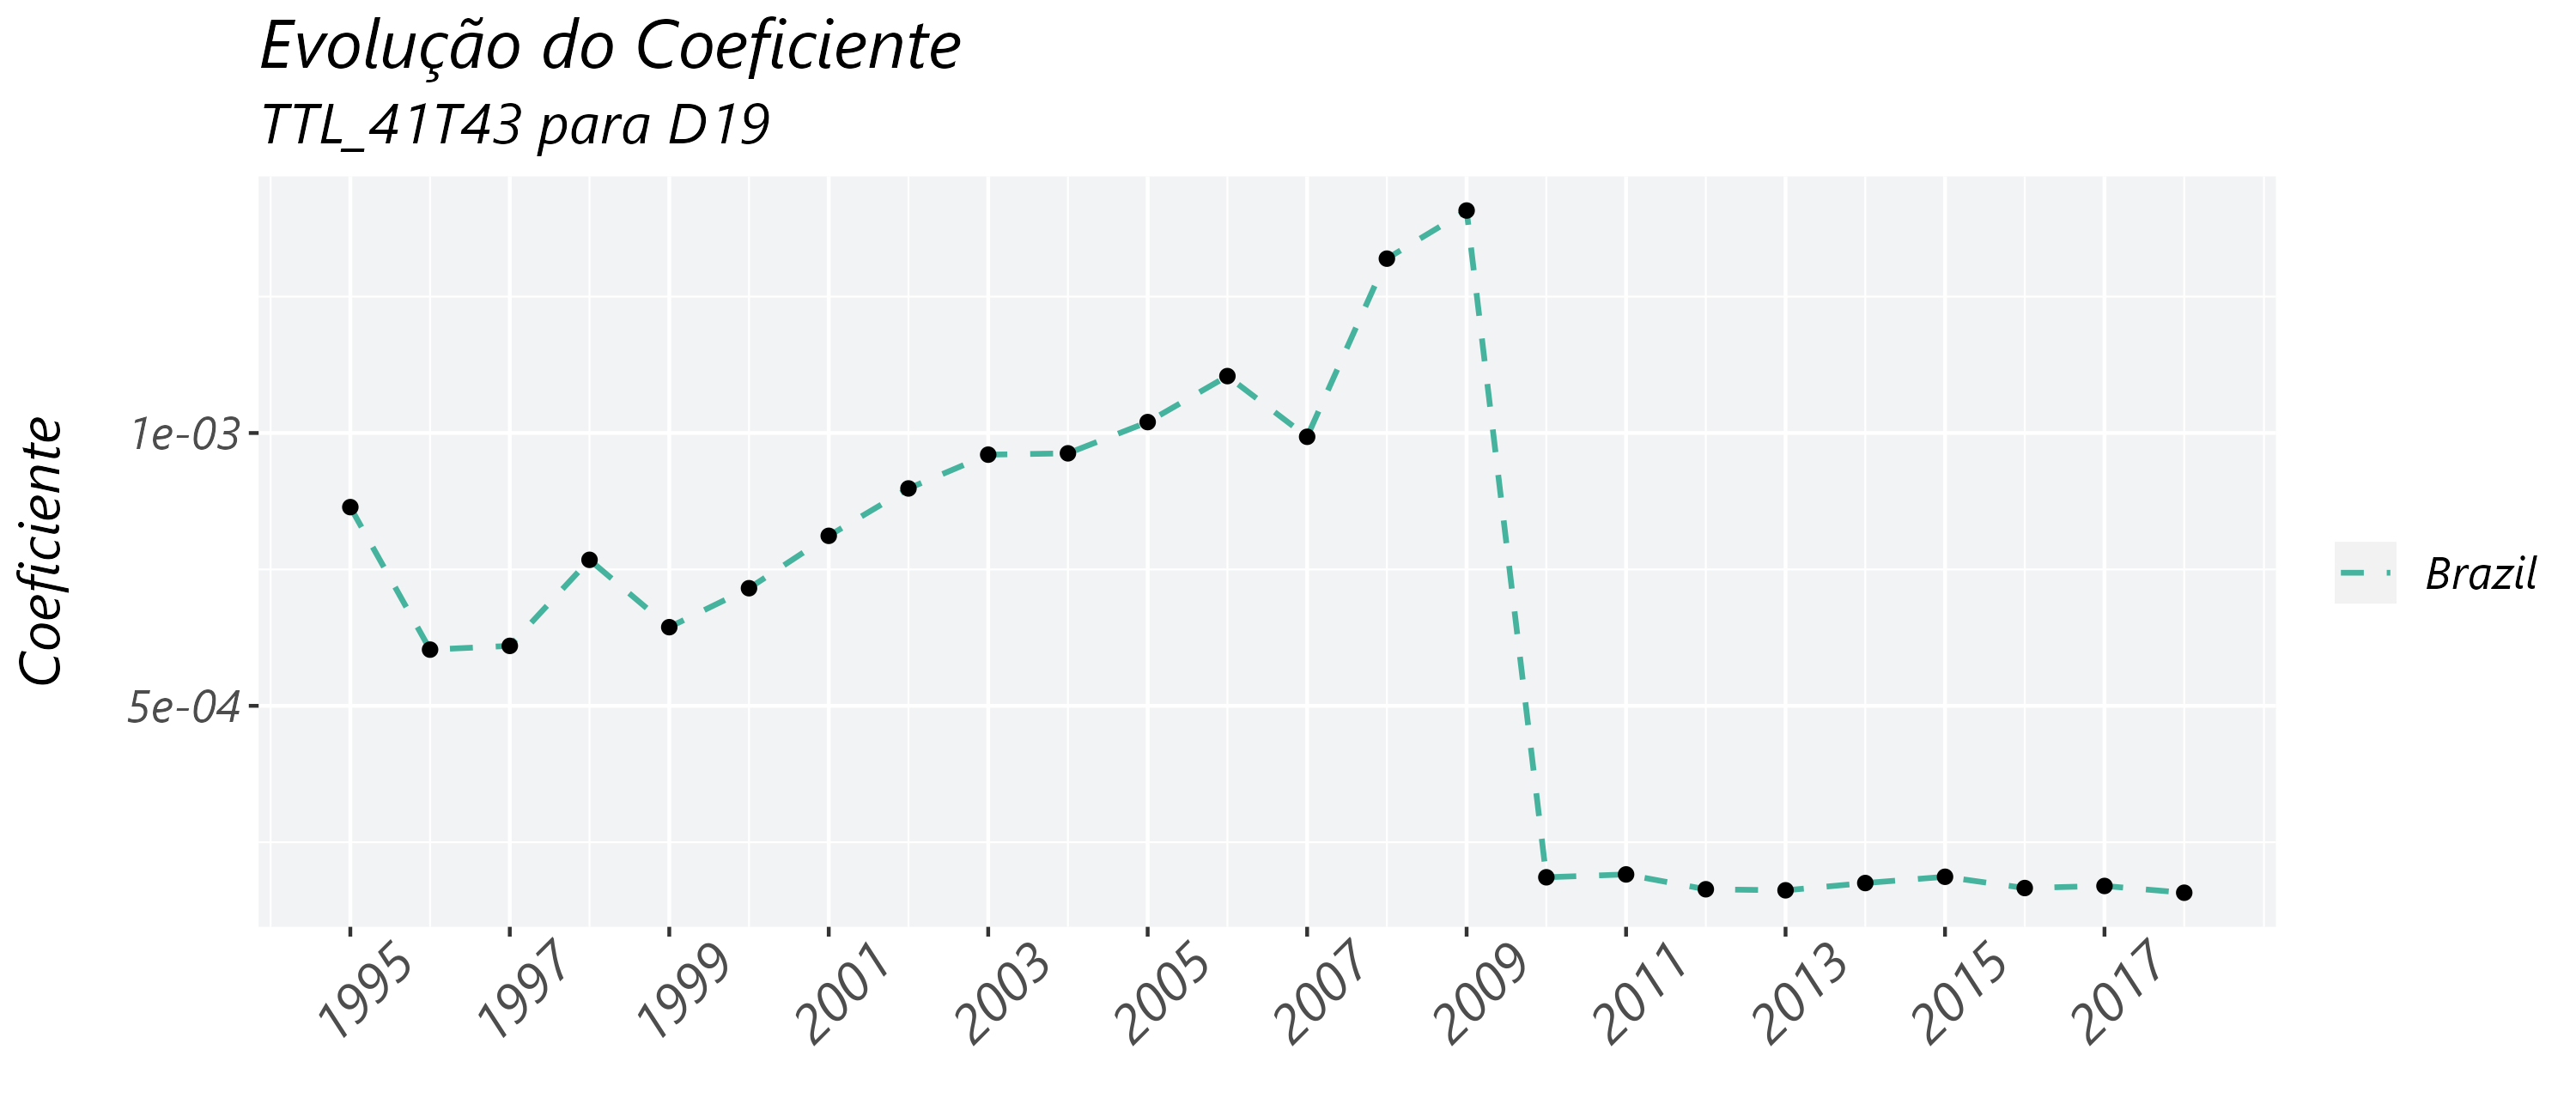 Evolução do Coeficiente
TTL_41T43 para D19
Coeficiente
1e-03
5e-04
1995
1997
1999
2001
2003
2005
2007
2009
2011
2013
2015
2017
Brazil